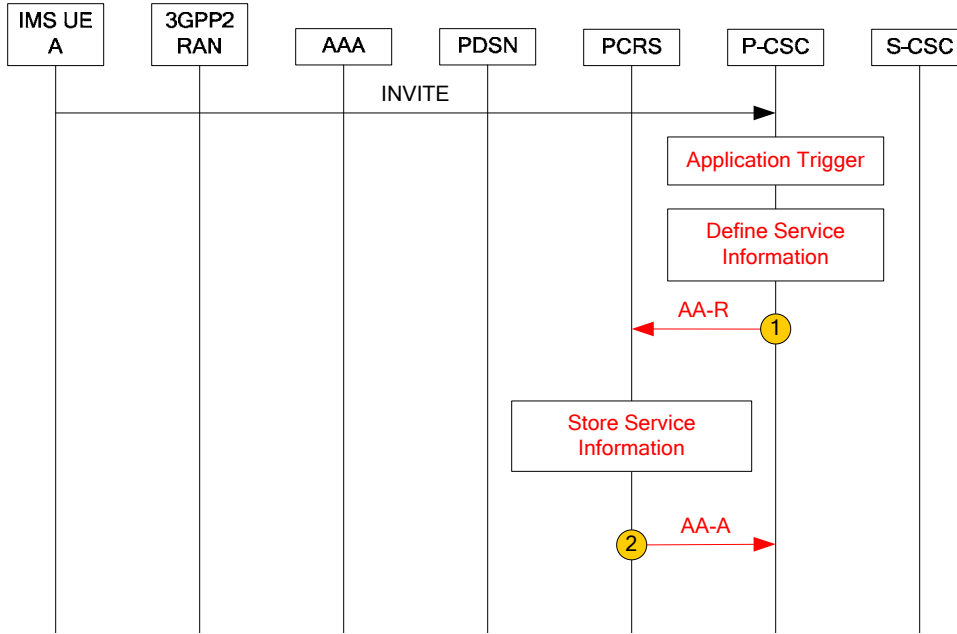 IMS UE
A
3GPP2
RAN
AAA
PDSN
PCRS
P-CSC
S-CSC
INVITE
Application Trigger
Define Service
Information
AA-R
1
Store Service
Information
2
AA-A